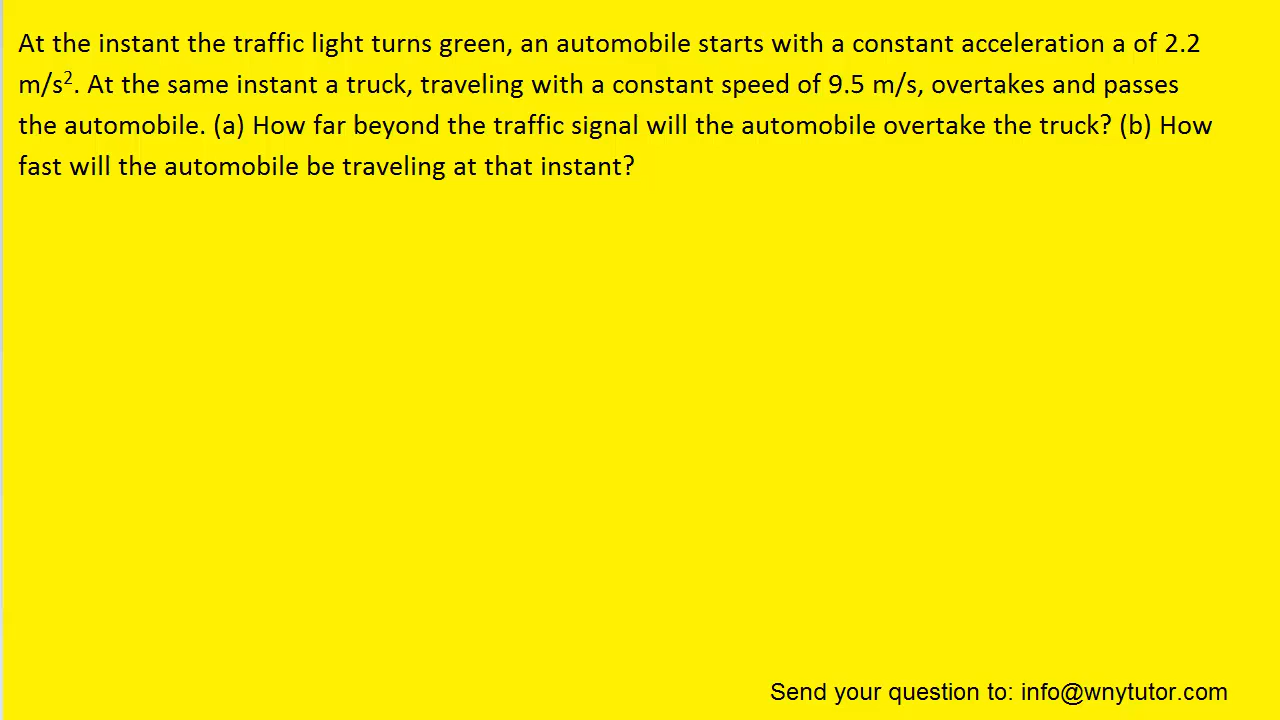 At the instant the traffic light turns green, an automobile starts with a constant acceleration a of 2.2
m/s². At the same instant a truck, traveling with a constant speed of 9.5 m/s, overtakes and passes
the automobile. (a) How far beyond the traffic signal will the automobile overtake the truck? (b) How
fast will the automobile be traveling at that instant?
Send your question to: info@wnytutor.com